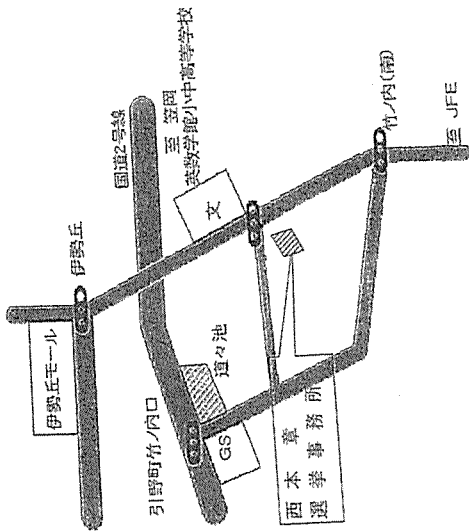 伊勢丘モール
伊勢丘
国道2号線
至 笠岡
英数学館小中高等学校
文
引野町竹ノ内口
道々池
GS
竹ノ内(南)
至 JFE
西本 章
選挙事務所